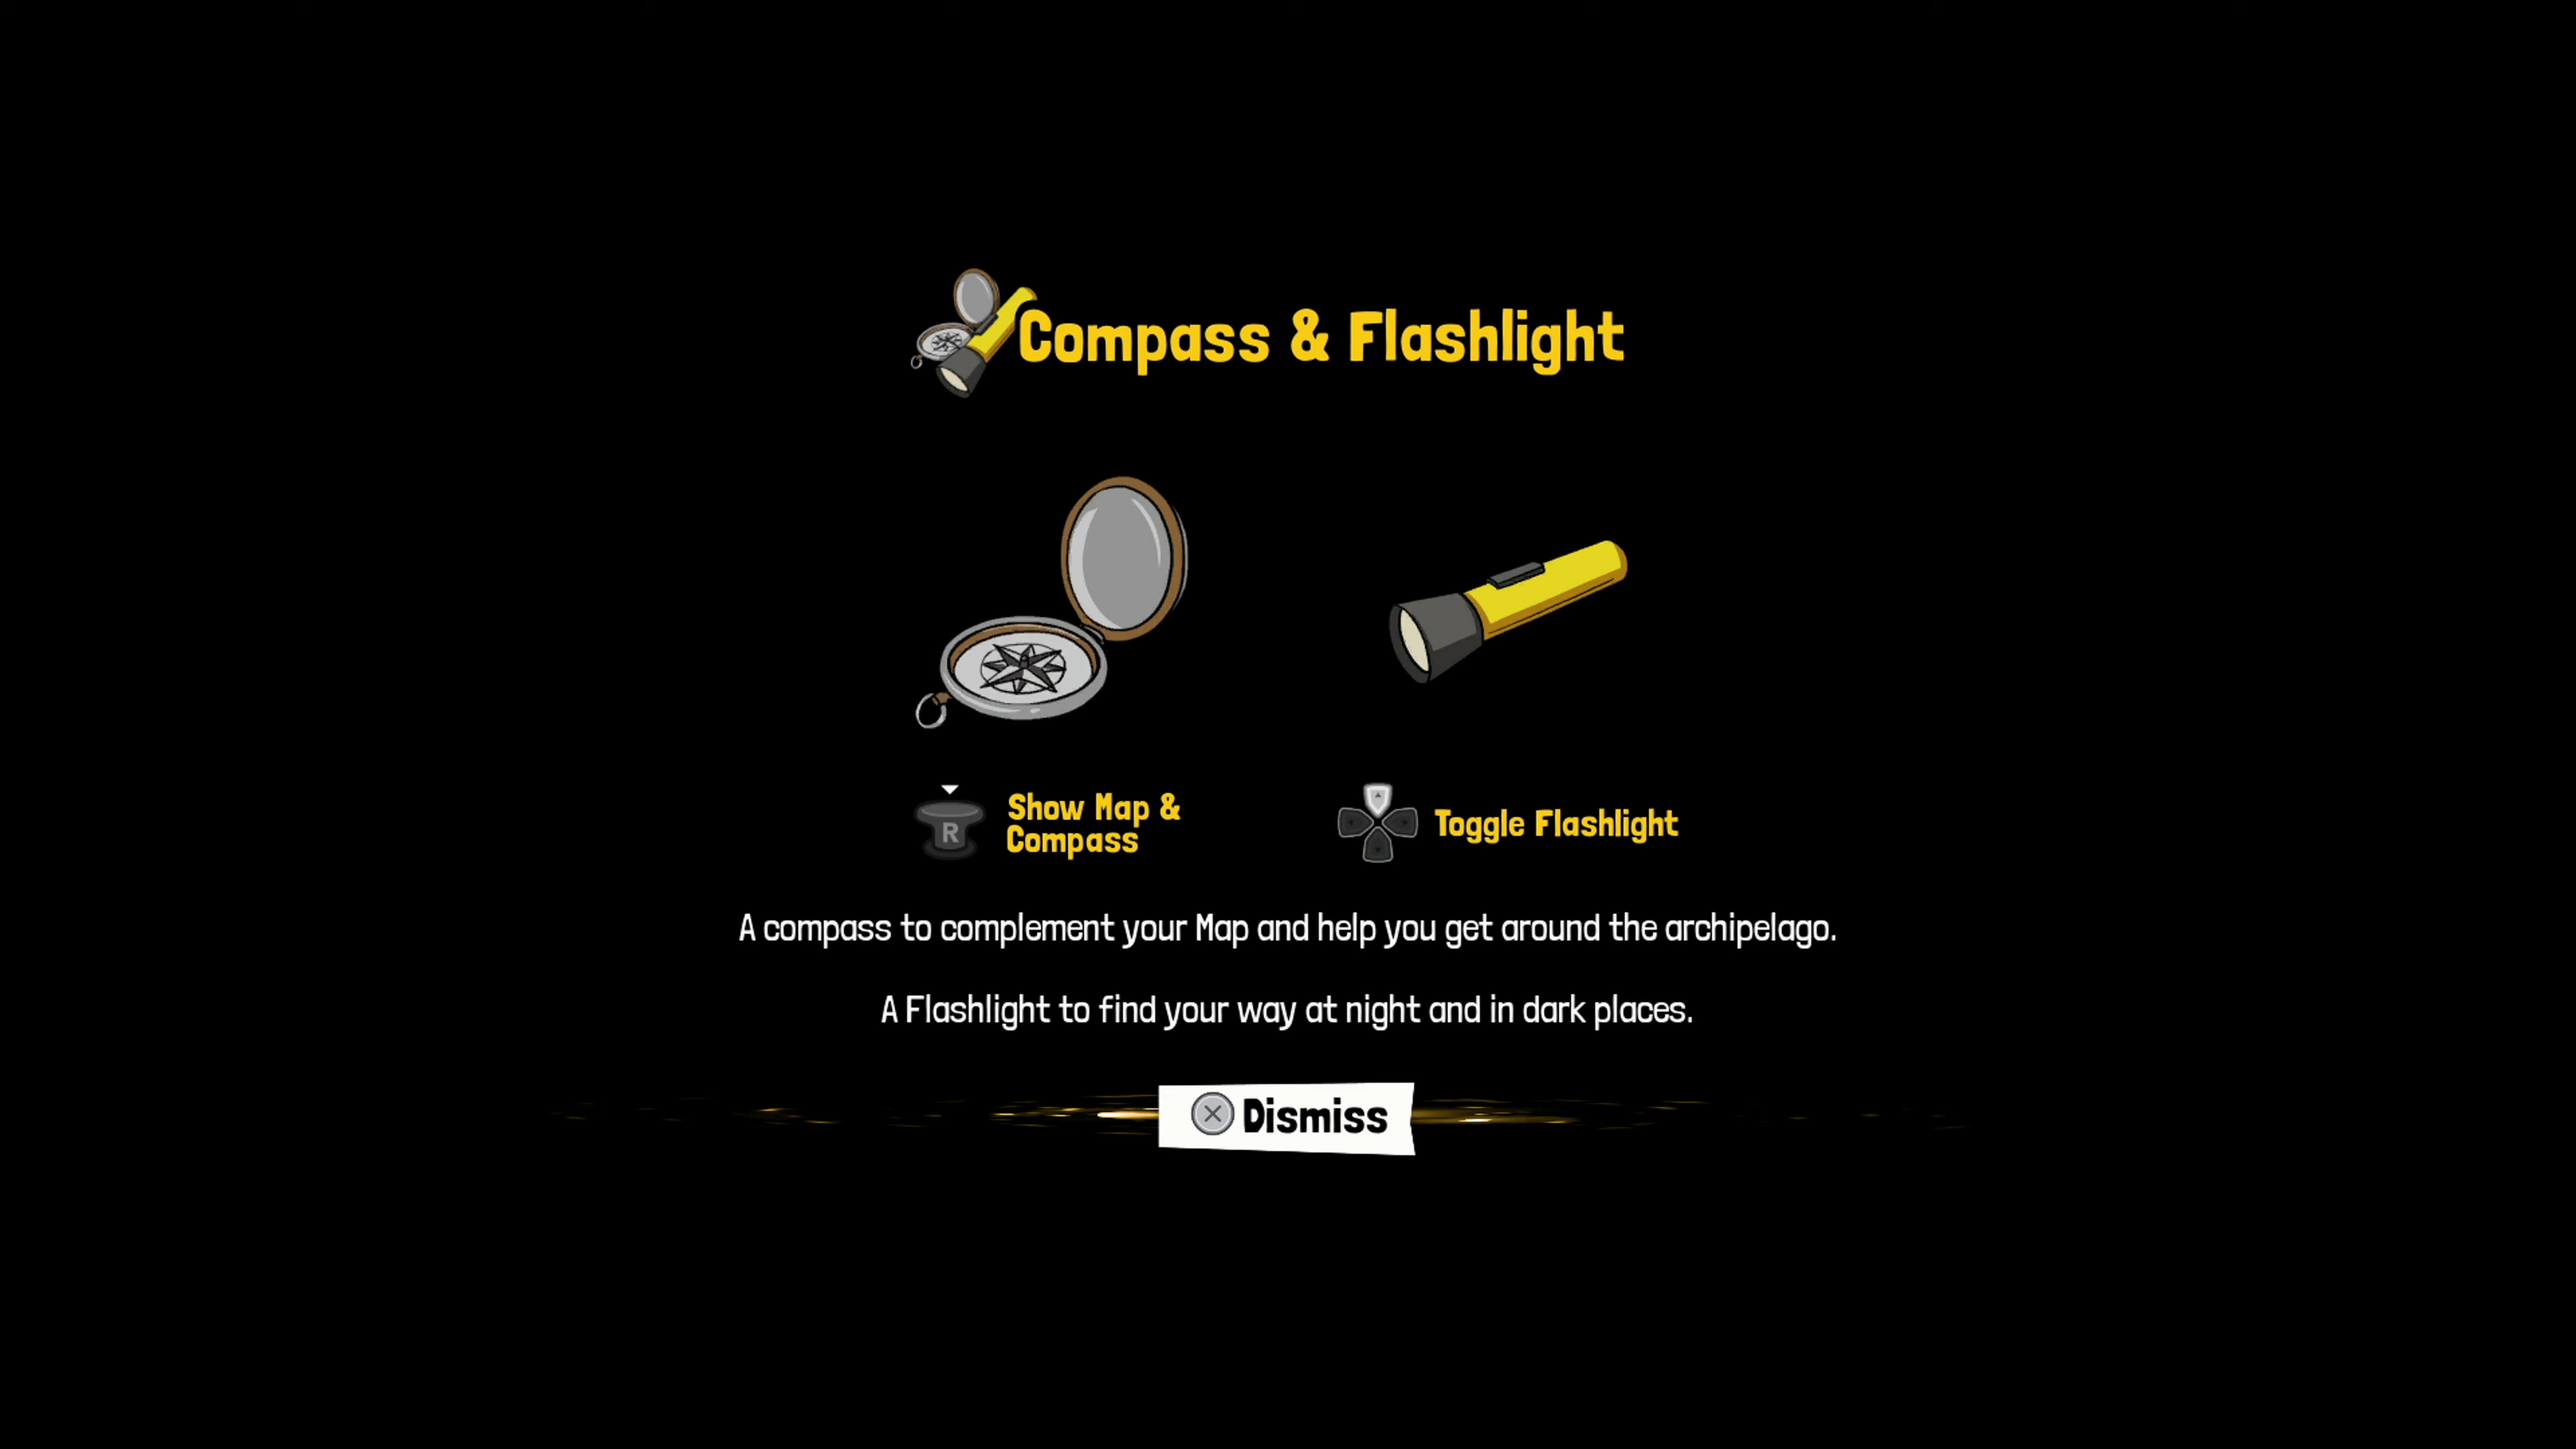 Compass & Flashlight
R
Show Map &
Compass
Toggle Flashlight
A compass to complement your Map and help you get around the archipelago.
A Flashlight to find your way at night and in dark places.
Dismiss